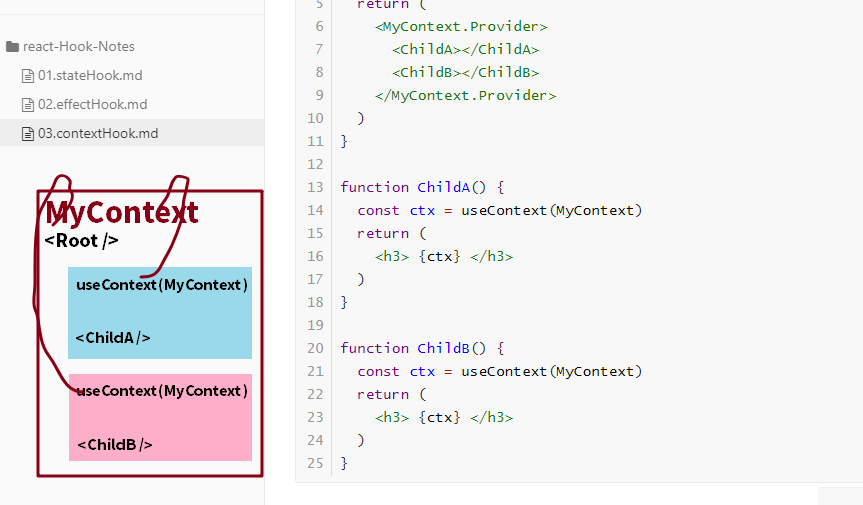 react-Hook-Notes
01.stateHook.md
02.effectHook.md
03.contextHook.md
MyContext
<Root />
useContext(MyContext)
<ChildA />
useContext(MyContext)
<ChildB />
5 return (
6 <MyContext.Provider>
7 <ChildA></ChildA>
8 <ChildB></ChildB>
9 </MyContext.Provider>
10 )
11 }
12
13 function ChildA() {
14 const ctx = useContext(MyContext)
15 return (
16 <h3> {ctx} </h3>
17 )
18 }
19
20 function ChildB() {
21 const ctx = useContext(MyContext)
22 return (
23 <h3> {ctx} </h3>
24 )
25 }